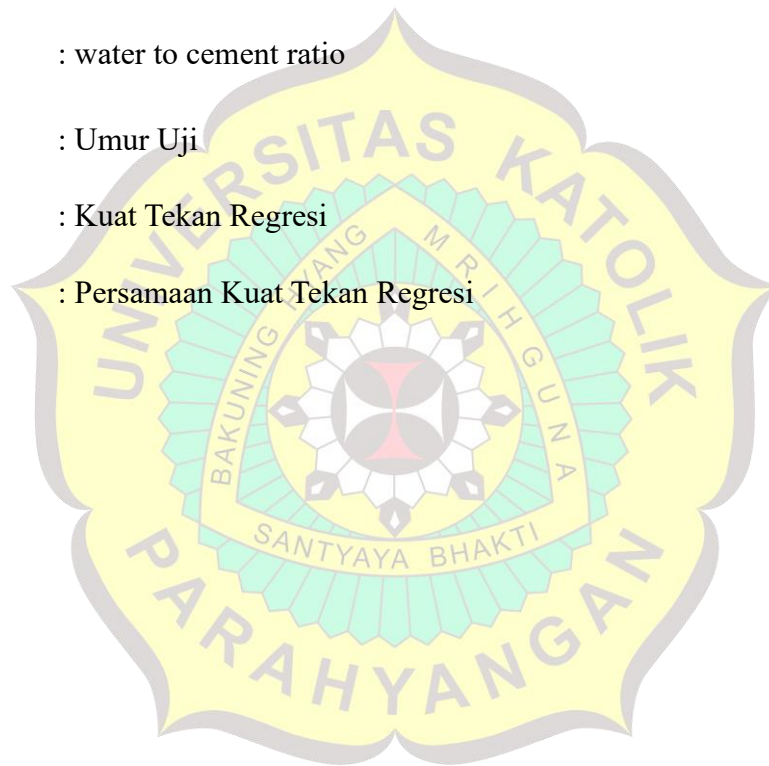 : water to cement ratio
: Umur Uji
: Kuat Tekan Regresi
: Persamaan Kuat Tekan Regresi
UNIVERSITAS KATOLIK
BAKUNING HYANG MRIHGUNA
SANTYAYA BHAKTI
PARAHYANGAN